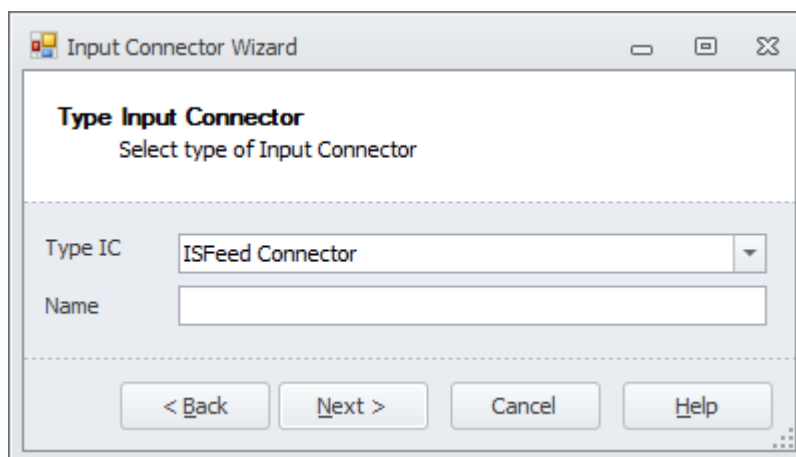 Input Connector Wizard
Type Input Connector
Select type of Input Connector
Type IC ISFeed Connector
Name
< Back Next > Cancel Help